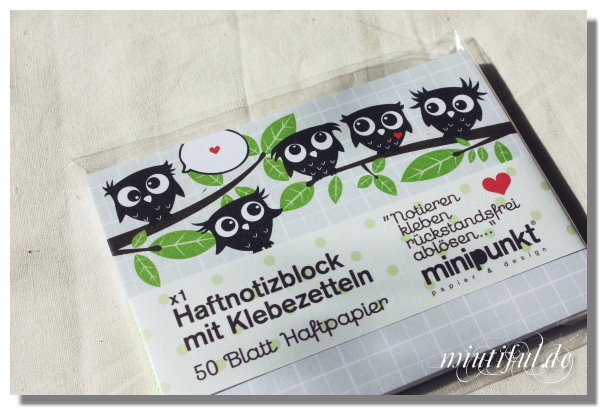 "Notieren
kleben
rückstandsfrei
ablösen..."
minipunkt®
papier & design
x1
Haftnotizblock
mit Klebezetteln
50 Blatt Haftpapier
miutiful.de